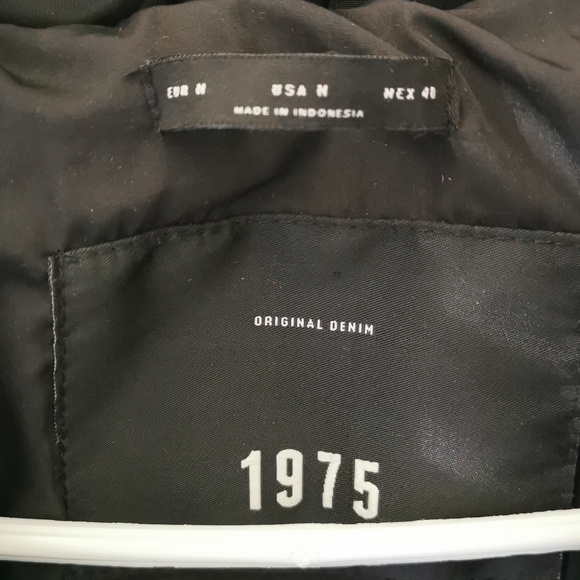 EUR M USA M MEX 40
MADE IN INDONESIA
ORIGINAL DENIM
1975